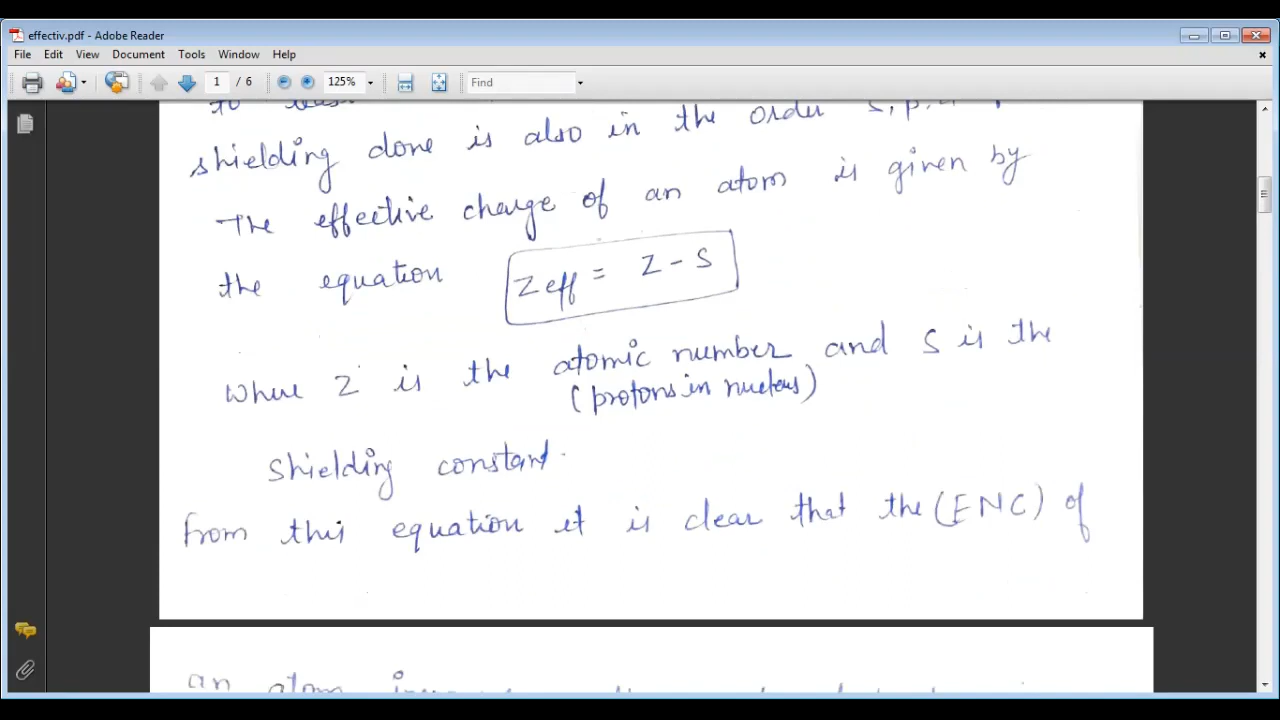 effectiv.pdf - Adobe Reader
File Edit View Document Tools Window Help
1 / 6 125% Find
shielding done is also in the order s, p, d,
The effective charge of an atom is given by
the equation Zeff = Z - S
where Z is the atomic number and S is the
(protons in nucleus)
shielding constant.
From this equation it is clear that the (ENC) of
an atom